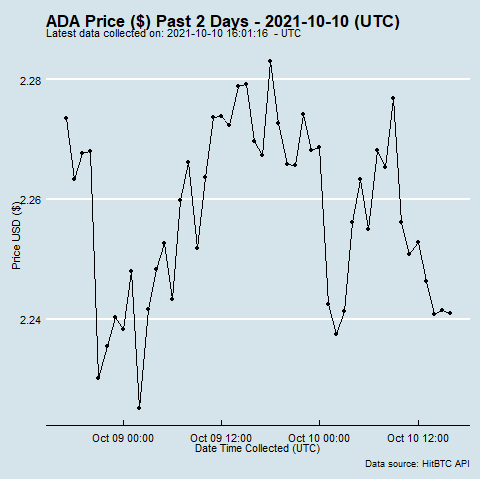 ADA Price ($) Past 2 Days - 2021-10-10 (UTC)
Latest data collected on: 2021-10-10 16:01:16 - UTC
2.28
2.26
Price USD ($)
2.24
Oct 09 00:00 Oct 09 12:00 Oct 10 00:00 Oct 10 12:00
Date Time Collected (UTC)
Data source: HitBTC API